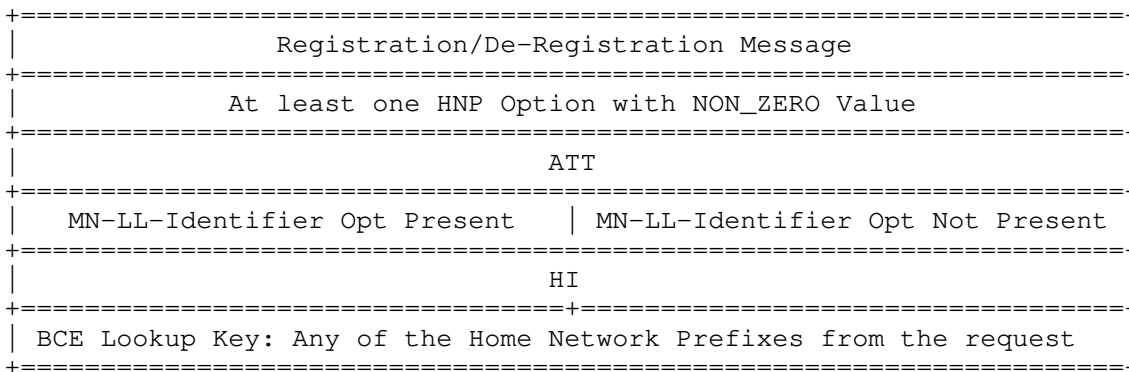 Registration/De-Registration Message
At least one HNP Option with NON_ZERO Value
ATT
MN-LL-Identifier Opt Present | MN-LL-Identifier Opt Not Present
HI
BCE Lookup Key: Any of the Home Network Prefixes from the request